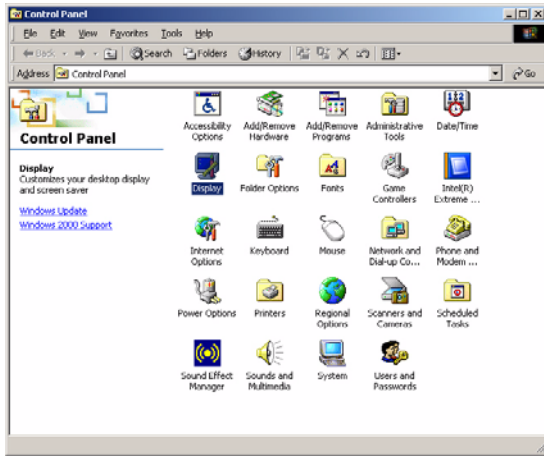 Control Panel
File Edit View Favorites Tools Help
Back Search Folders History
Address Control Panel Go
Control Panel
Display
Customizes your desktop display
and screen saver
Windows Update
Windows 2000 Support
Accessibility
Options
Add/Remove
Hardware
Add/Remove
Programs
Administrative
Tools
Date/Time
Display
Folder Options
Fonts
Game
Controllers
Intel(R)
Extreme ...
Internet
Options
Keyboard
Mouse
Network and
Dial-up Co...
Phone and
Modem ...
Power Options
Printers
Regional
Options
Scanners and
Cameras
Scheduled
Tasks
Sound Effect
Manager
Sounds and
Multimedia
System
Users and
Passwords